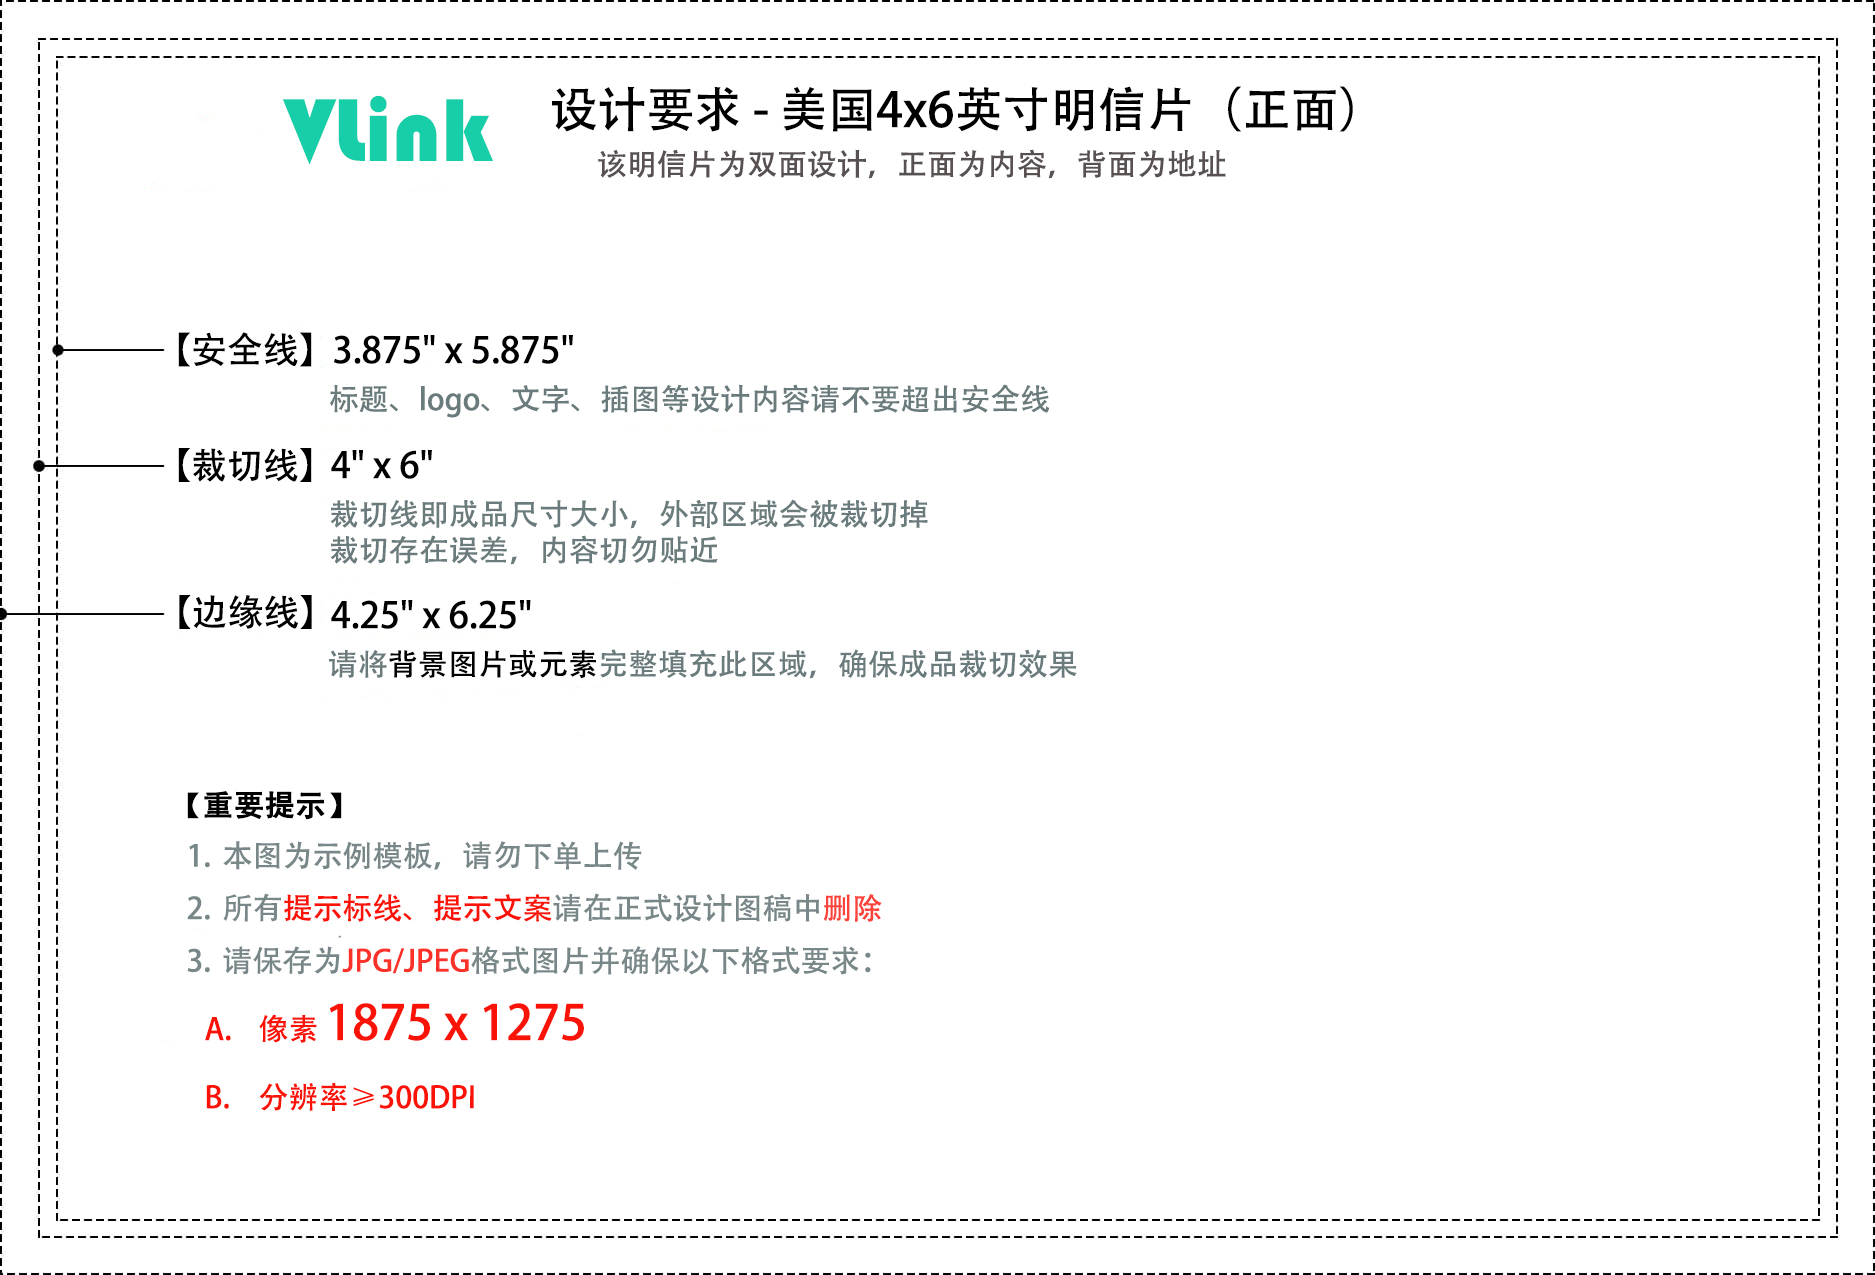 VLink
设计要求 - 美国4x6英寸明信片（正面）
该明信片为双面设计，正面为内容，背面为地址
【安全线】3.875" x 5.875"
标题、logo、文字、插图等设计内容请不要超出安全线
【裁切线】4" x 6"
裁切线即成品尺寸大小，外部区域会被裁切掉
裁切存在误差，内容切勿贴近
【边缘线】4.25" x 6.25"
请将背景图片或元素完整填充此区域，确保成品裁切效果
【重要提示】
1. 本图为示例模板，请勿下单上传
2. 所有提示标线、提示文案请在正式设计图稿中删除
3. 请保存为JPG/JPEG格式图片并确保以下格式要求：
A. 像素 1875 x 1275
B. 分辨率≥300DPI